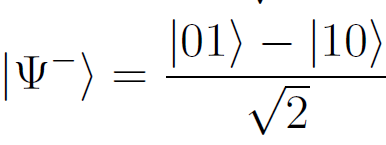 |Ψ⁻⟩ = (|01⟩ − |10⟩) / √2